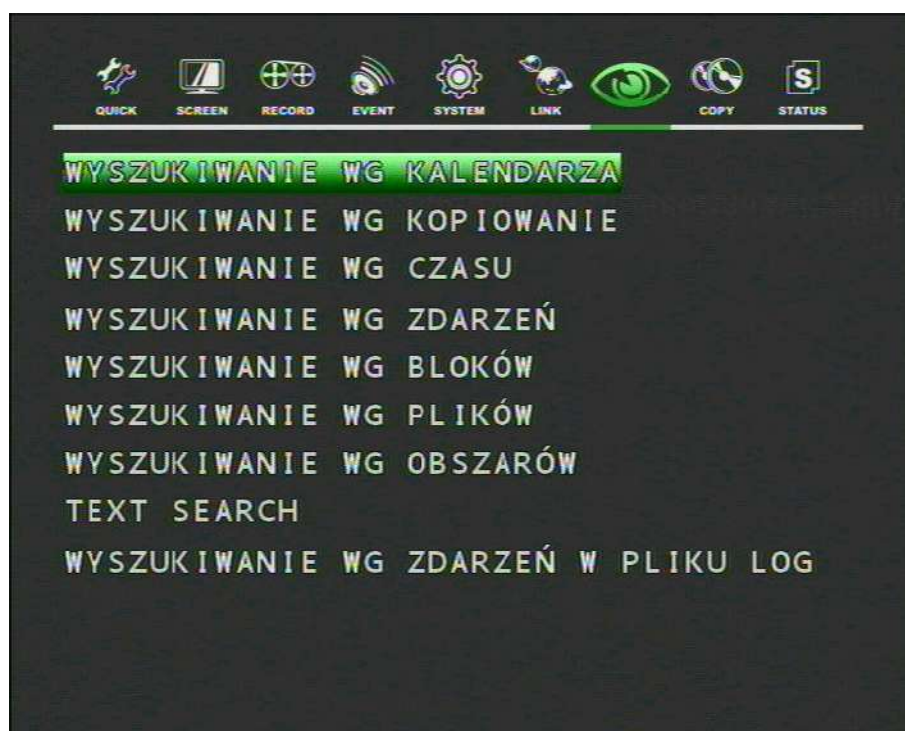 QUICK SCREEN RECORD EVENT SYSTEM LINK COPY S STATUS
WYSZUKIWANIE WG KALENDARZA
WYSZUKIWANIE WG KOPIOWANIE
WYSZUKIWANIE WG CZASU
WYSZUKIWANIE WG ZDARZEŃ
WYSZUKIWANIE WG BLOKÓW
WYSZUKIWANIE WG PLIKÓW
WYSZUKIWANIE WG OBSZARÓW
TEXT SEARCH
WYSZUKIWANIE WG ZDARZEŃ W PLIKU LOG